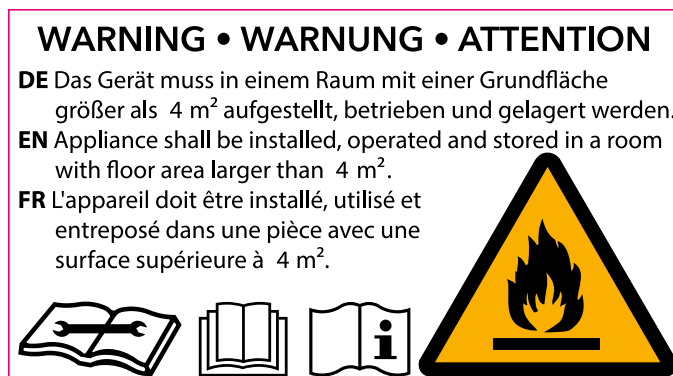 WARNING • WARNUNG • ATTENTION
DE Das Gerät muss in einem Raum mit einer Grundfläche
größer als 4 m² aufgestellt, betrieben und gelagert werden.
EN Appliance shall be installed, operated and stored in a room
with floor area larger than 4 m².
FR L'appareil doit être installé, utilisé et
entreposé dans une pièce avec une
surface supérieure à 4 m².
i